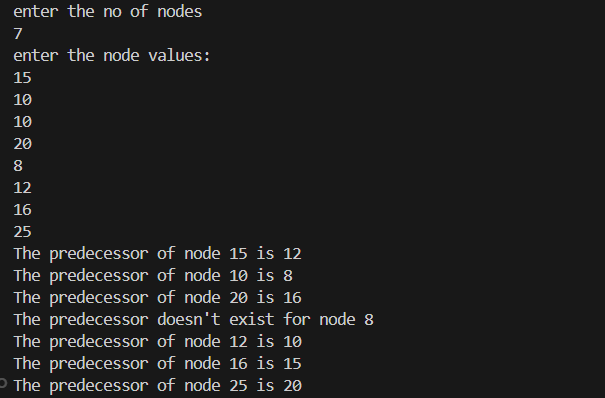 enter the no of nodes
7
enter the node values:
15
10
10
20
8
12
16
25
The predecessor of node 15 is 12
The predecessor of node 10 is 8
The predecessor of node 20 is 16
The predecessor doesn't exist for node 8
The predecessor of node 12 is 10
The predecessor of node 16 is 15
The predecessor of node 25 is 20